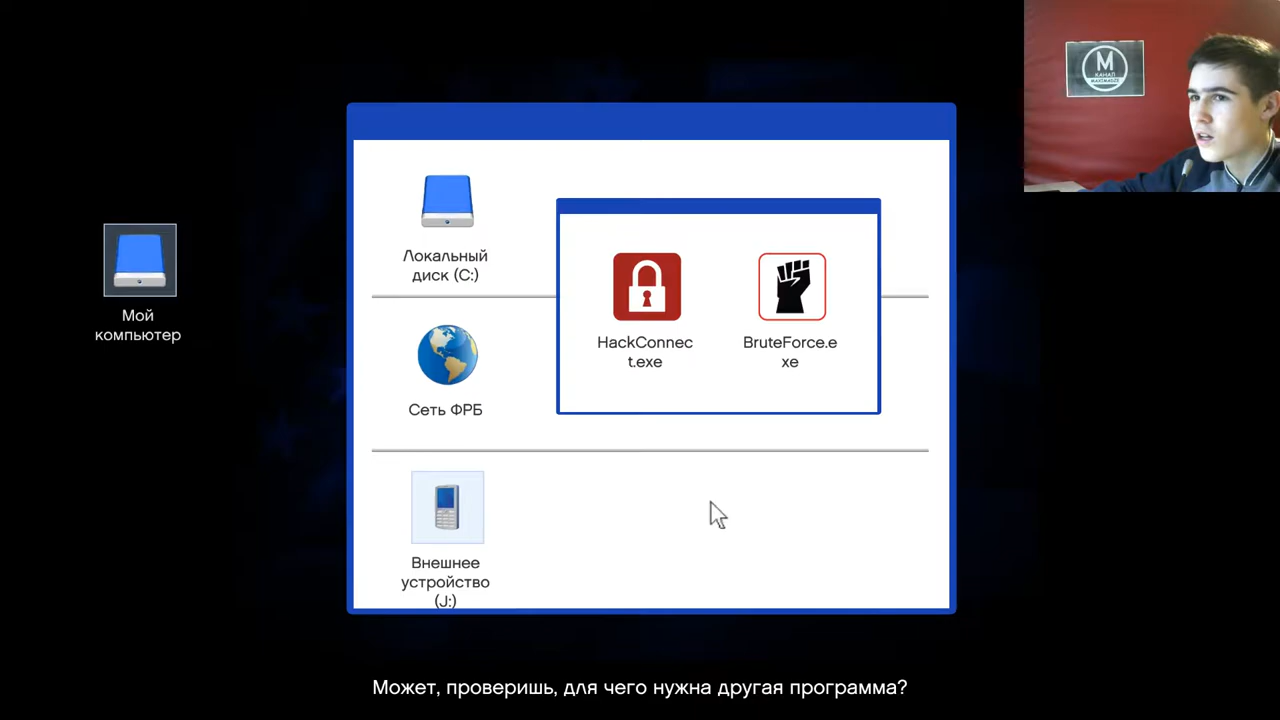 М
КАНАЛ
Локальный
диск (C:)
Мой
компьютер
HackConnec
t.exe
BruteForce.e
xe
Сеть ФРБ
Внешнее
устройство
(J:)
Может, проверишь, для чего нужна другая программа?